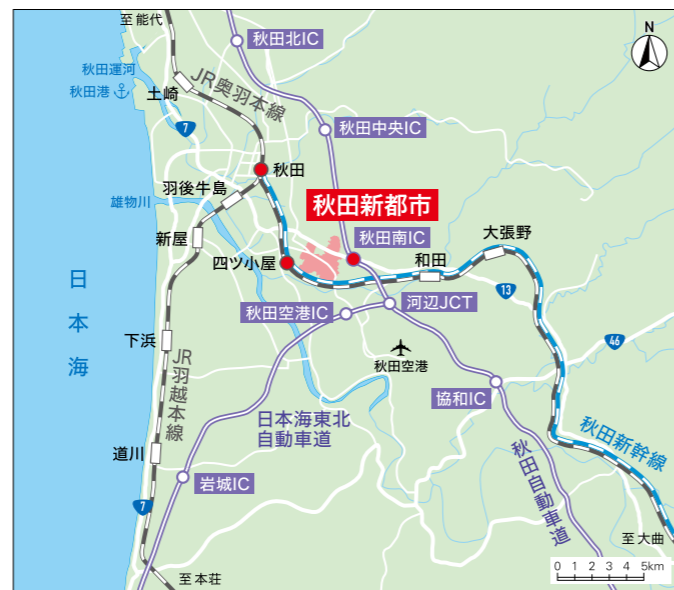 至 能代
秋田北IC
N
秋田運河
秋田港
土崎
JR奥羽本線
7
秋田中央IC
秋田
羽後牛島
雄物川
秋田新都市
新屋
秋田南IC
大張野
四ツ小屋
和田
日本海
秋田空港IC
河辺JCT
13
下浜
秋田空港
46
JR羽越本線
協和IC
日本海東北
自動車道
秋田新幹線
道川
岩城IC
秋田自動車道
7
至 大曲
至 本荘
0 1 2 3 4 5km